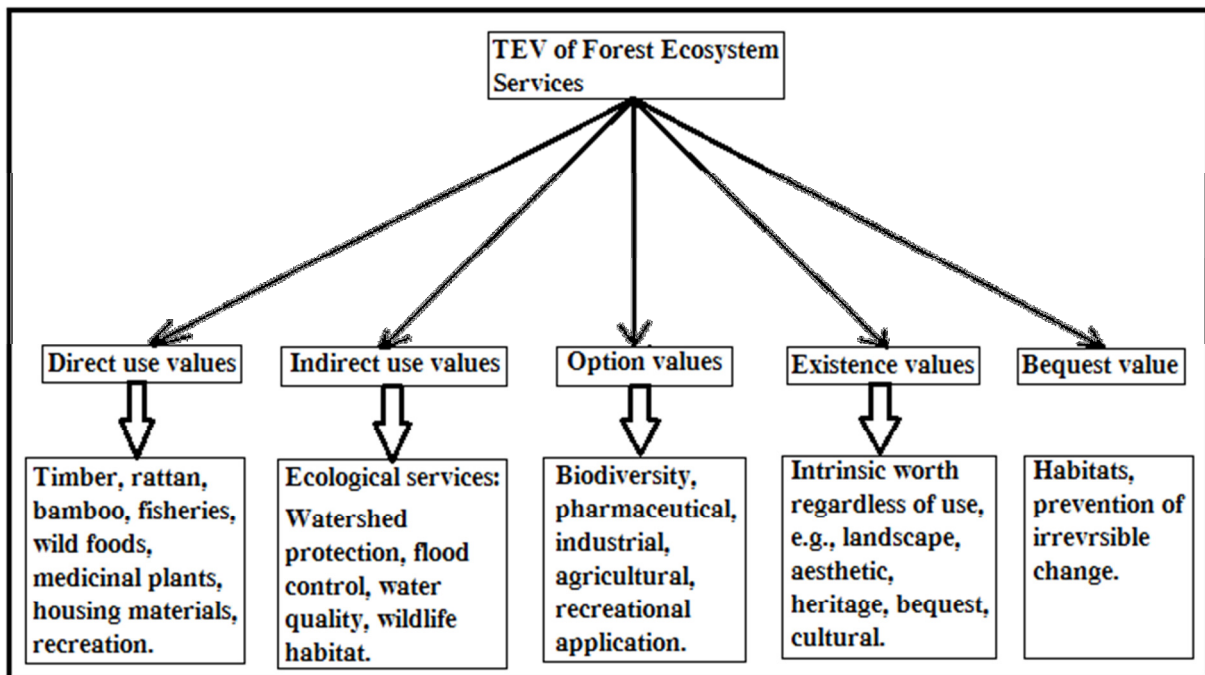 TEV of Forest Ecosystem
Services
Direct use values
Indirect use values
Option values
Existence values
Bequest value
Timber, rattan,
bamboo, fisheries,
wild foods,
medicinal plants,
housing materials,
recreation.
Ecological services:
Watershed
protection, flood
control, water
quality, wildlife
habitat.
Biodiversity,
pharmaceutical,
industrial,
agricultural,
recreational
application.
Intrinsic worth
regardless of use,
e.g., landscape,
aesthetic,
heritage, bequest,
cultural.
Habitats,
prevention of
irrevrsible
change.